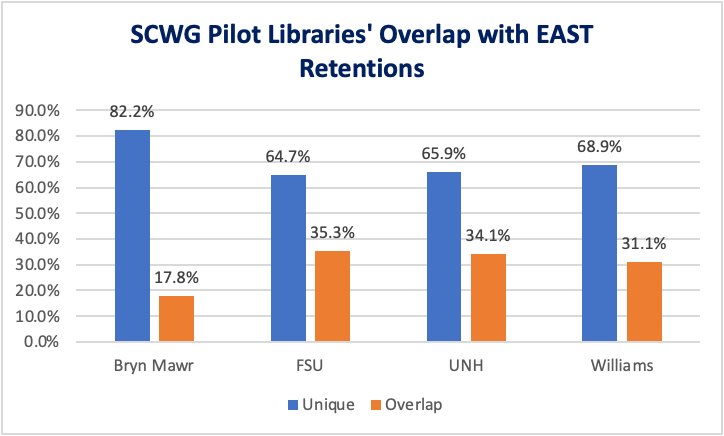 SCWG Pilot Libraries' Overlap with EAST
Retentions
90.0%
80.0%
70.0%
60.0%
50.0%
40.0%
30.0%
20.0%
10.0%
0.0%
82.2%
17.8%
64.7%
35.3%
65.9%
34.1%
68.9%
31.1%
Bryn Mawr
FSU
UNH
Williams
Unique
Overlap